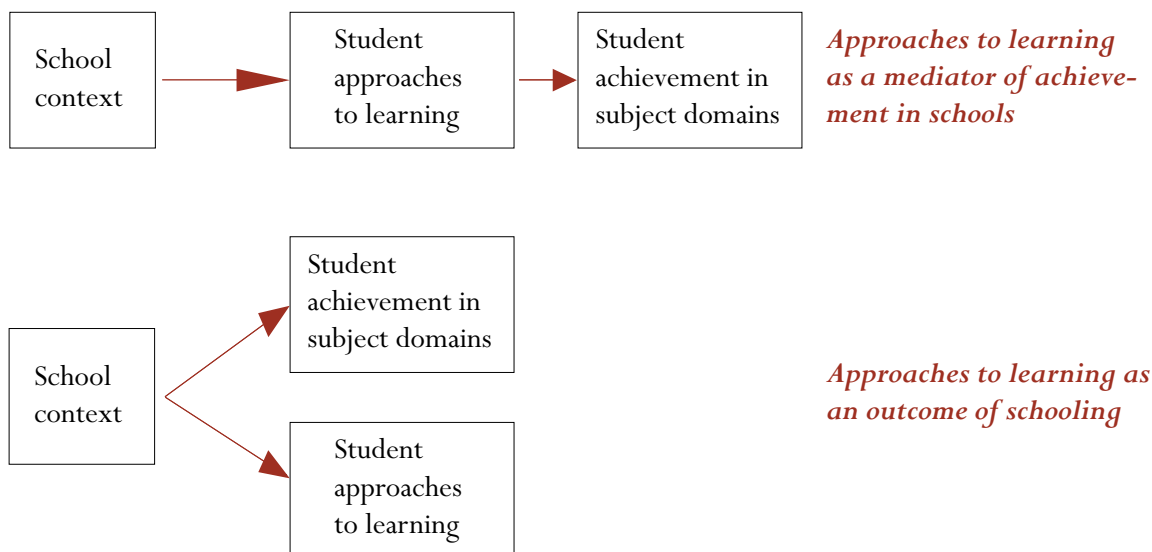 School
context
Student
approaches
to learning
Student
achievement in
subject domains
Approaches to learning
as a mediator of achieve-
ment in schools
School
context
Student
achievement in
subject domains
Student
approaches
to learning
Approaches to learning as
an outcome of schooling